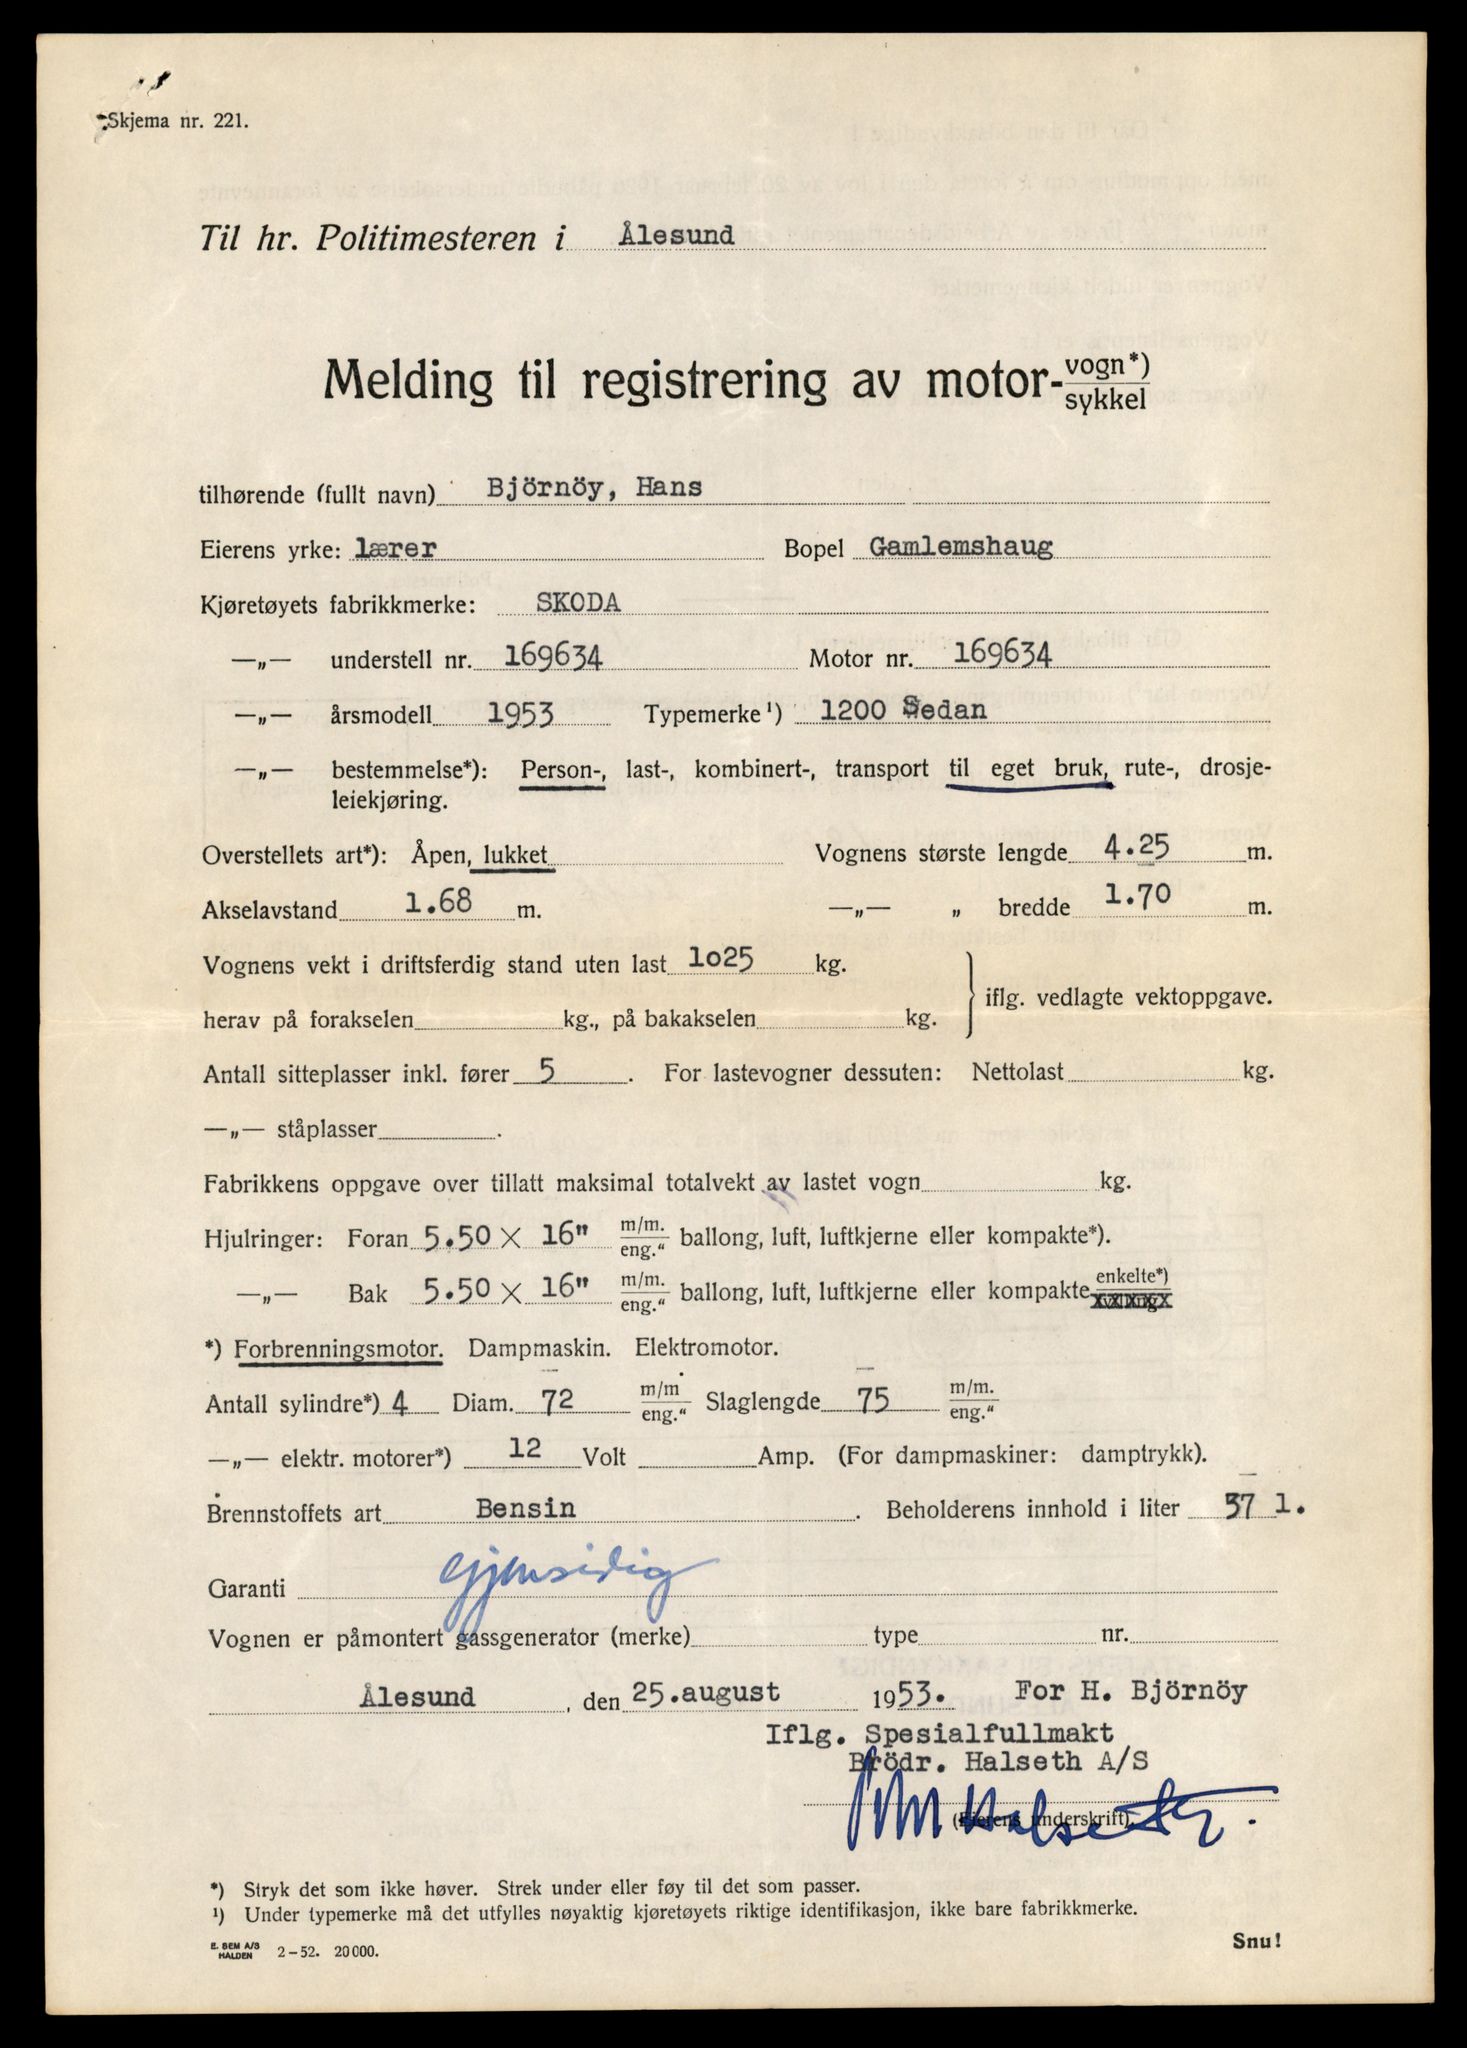 Skjema nr. 221.
Til hr. Politimesteren i Ålesund
Melding til registrering av motor-vogn*)
sykkel
tilhørende (fullt navn) Björnöy, Hans
Eierens yrke: lærer Bopel Gamlemshaug
Kjøretøyets fabrikkmerke: SKODA
—„— understell nr. 169634 Motor nr. 169634
—„— årsmodell 1953 Typemerke¹) 1200 Sedan
—„— bestemmelse*): Person-, last-, kombinert-, transport til eget bruk, rute-, drosje-
leiekjøring.
Overstellets art*): Åpen, lukket Vognens største lengde 4.25 m.
Akselavstand 1.68 m. —„— „ bredde 1.70 m.
Vognens vekt i driftsferdig stand uten last 1o25 kg.
iflg. vedlagte vektoppgave.
herav på forakselen kg., på bakakselen kg.
Antall sitteplasser inkl. fører 5. For lastevogner dessuten: Nettolast kg.
—„— ståplasser .
Fabrikkens oppgave over tillatt maksimal totalvekt av lastet vogn kg.
Hjulringer: Foran 5.50 X 16" m/m. eng.“ ballong, luft, luftkjerne eller kompakte*).
—„— Bak 5.50 X 16" m/m. eng.“ ballong, luft, luftkjerne eller kompakte enkelte*)
*) Forbrenningsmotor. Dampmaskin. Elektromotor.
Antall sylindre*) 4 Diam. 72 m/m eng.“ Slaglengde 75 m/m. eng.“
—„— elektr. motorer*) 12 Volt Amp. (For dampmaskiner: damptrykk).
Brennstoffets art Bensin . Beholderens innhold i liter 37 l.
Garanti Gjensidig
Vognen er påmontert gassgenerator (merke) type nr.
Ålesund, den 25.august 1953. For H. Björnöy
Iflg. Spesialfullmakt
Brödr. Halseth A/S
Halseth
(Eierens underskrift).
*) Stryk det som ikke høver. Strek under eller føy til det som passer.
¹) Under typemerke må det utfylles nøyaktig kjøretøyets riktige identifikasjon, ikke bare fabrikkmerke.
E. SEM A/S
HALDEN 2–52. 20 000.
Snu!